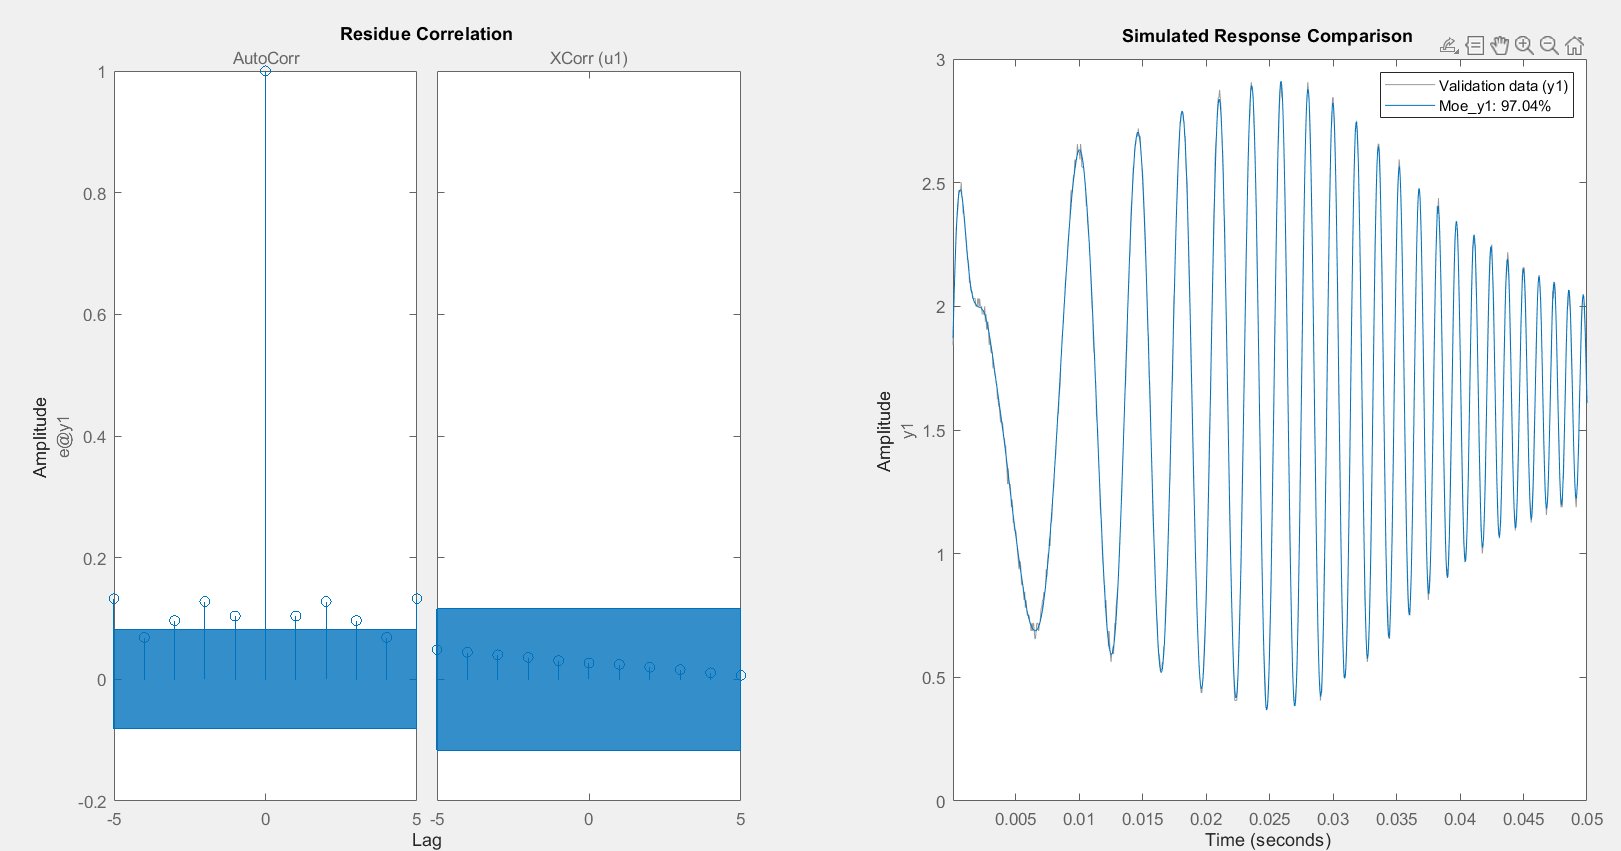 Residue Correlation
AutoCorr
XCorr (u1)
1
0.8
0.6
0.4
0.2
0
-0.2
Amplitude
e@y1
-5
0
5
-5
0
5
Lag
Simulated Response Comparison
Validation data (y1)
Moe_y1: 97.04%
3
2.5
2
1.5
1
0.5
0
Amplitude
y1
0.005
0.01
0.015
0.02
0.025
0.03
0.035
0.04
0.045
0.05
Time (seconds)